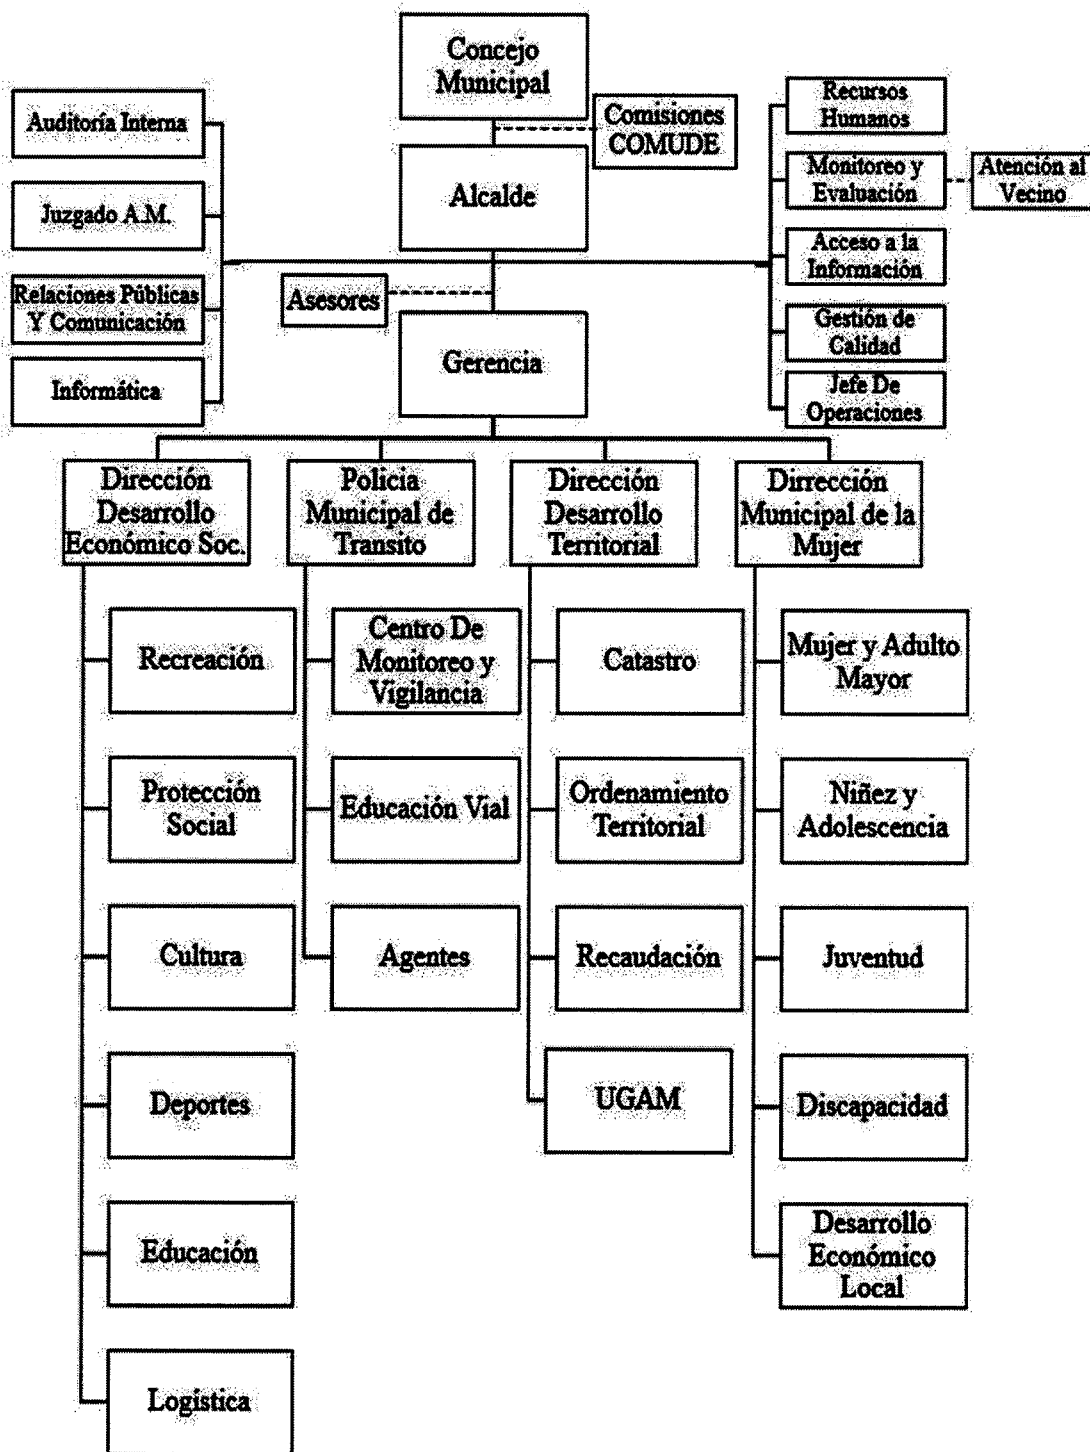 Concejo
Municipal
Comisiones
COMUDE
Alcalde
Auditoría Interna
Juzgado A.M.
Relaciones Públicas
Y Comunicación
Informática
Recursos
Humanos
Monitoreo y
Evaluación
Atención al
Vecino
Acceso a la
Información
Gestión de
Calidad
Jefe De
Operaciones
Asesores
Gerencia
Dirección
Desarrollo
Económico Soc.
Recreación
Protección
Social
Cultura
Deportes
Educación
Logística
Policia
Municipal de
Transito
Centro De
Monitoreo y
Vigilancia
Educación Vial
Agentes
Dirección
Desarrollo
Territorial
Catastro
Ordenamiento
Territorial
Recaudación
UGAM
Dirrección
Municipal de la
Mujer
Mujer y Adulto
Mayor
Niñez y
Adolescencia
Juventud
Discapacidad
Desarrollo
Económico
Local